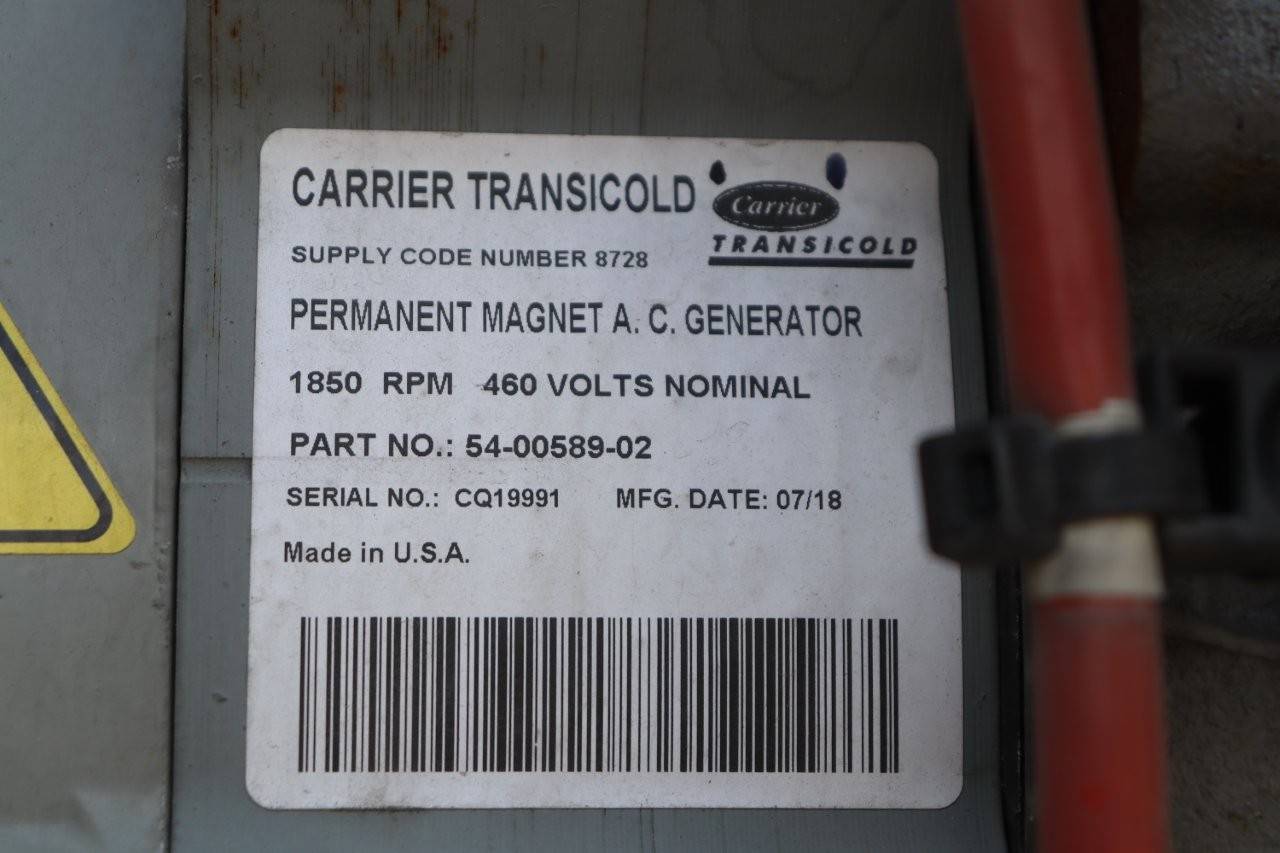 CARRIER TRANSICOLD
Carrier
TRANSICOLD
SUPPLY CODE NUMBER 8728
PERMANENT MAGNET A. C. GENERATOR
1850 RPM 460 VOLTS NOMINAL
PART NO.: 54-00589-02
SERIAL NO.: CQ19991 MFG. DATE: 07/18
Made in U.S.A.